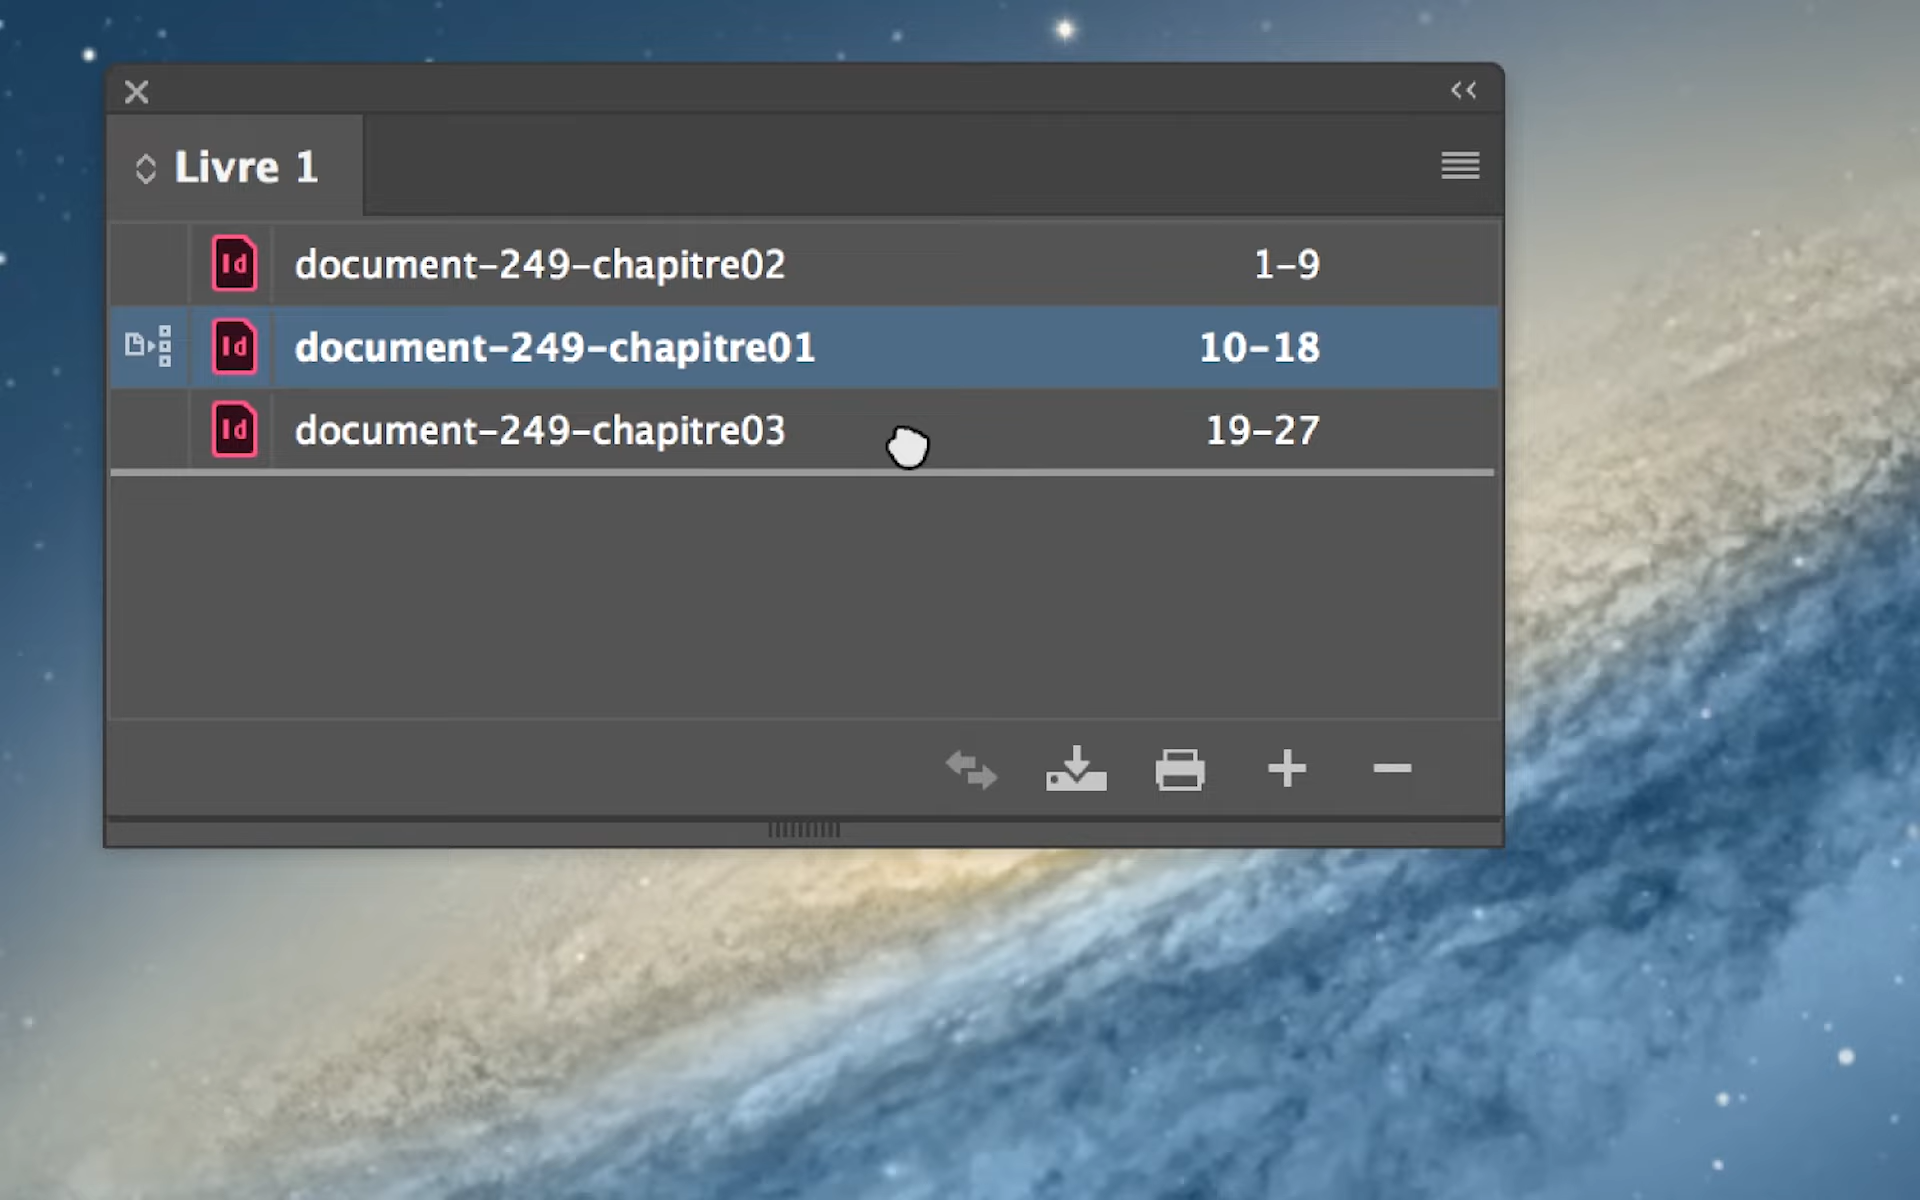 Livre 1
Id document-249-chapitre02 1-9
Id document-249-chapitre01 10-18
Id document-249-chapitre03 19-27